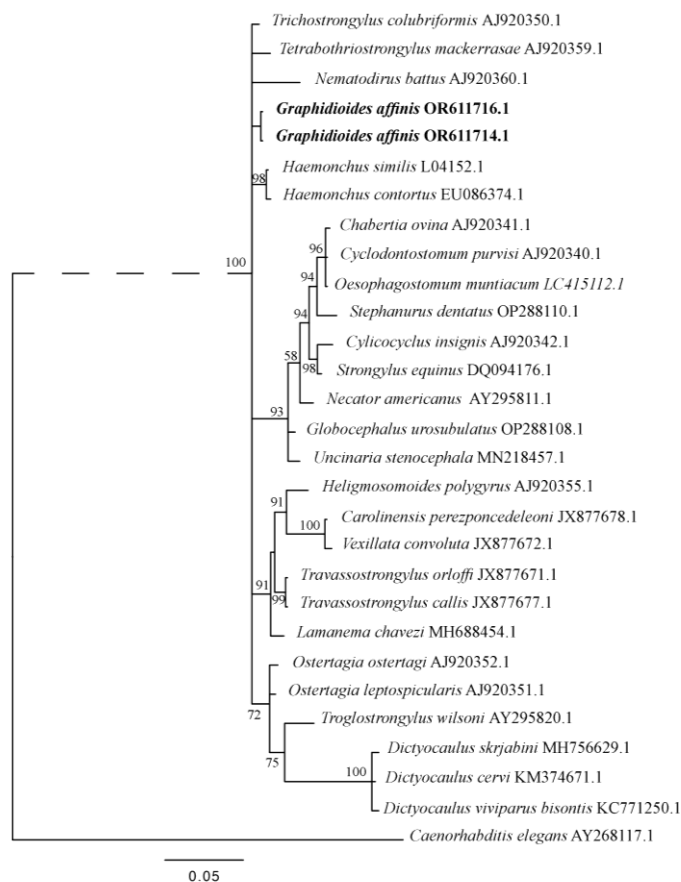 Trichostrongylus colubriformis AJ920350.1
Tetrabothriostrongylus mackerrasae AJ920359.1
Nematodirus battus AJ920360.1
Graphidioides affinis OR611716.1
Graphidioides affinis OR611714.1
Haemonchus similis L04152.1
98
Haemonchus contortus EU086374.1
Chabertia ovina AJ920341.1
96
Cyclodontostomum purvisi AJ920340.1
100
94
Oesophagostomum muntiacum LC415112.1
Stephanurus dentatus OP288110.1
94
Cylicocyclus insignis AJ920342.1
58
98
Strongylus equinus DQ094176.1
Necator americanus AY295811.1
93
Globocephalus urosubulatus OP288108.1
Uncinaria stenocephala MN218457.1
Heligmosomoides polygyrus AJ920355.1
91
Carolinensis perezponcedeleoni JX877678.1
100
Vexillata convoluta JX877672.1
Travassostrongylus orloffi JX877671.1
91
99
Travassostrongylus callis JX877677.1
Lamanema chavezi MH688454.1
Ostertagia ostertagi AJ920352.1
Ostertagia leptospicularis AJ920351.1
72
Troglostrongylus wilsoni AY295820.1
Dictyocaulus skrjabini MH756629.1
75
100
Dictyocaulus cervi KM374671.1
Dictyocaulus viviparus bisontis KC771250.1
Caenorhabditis elegans AY268117.1
0.05